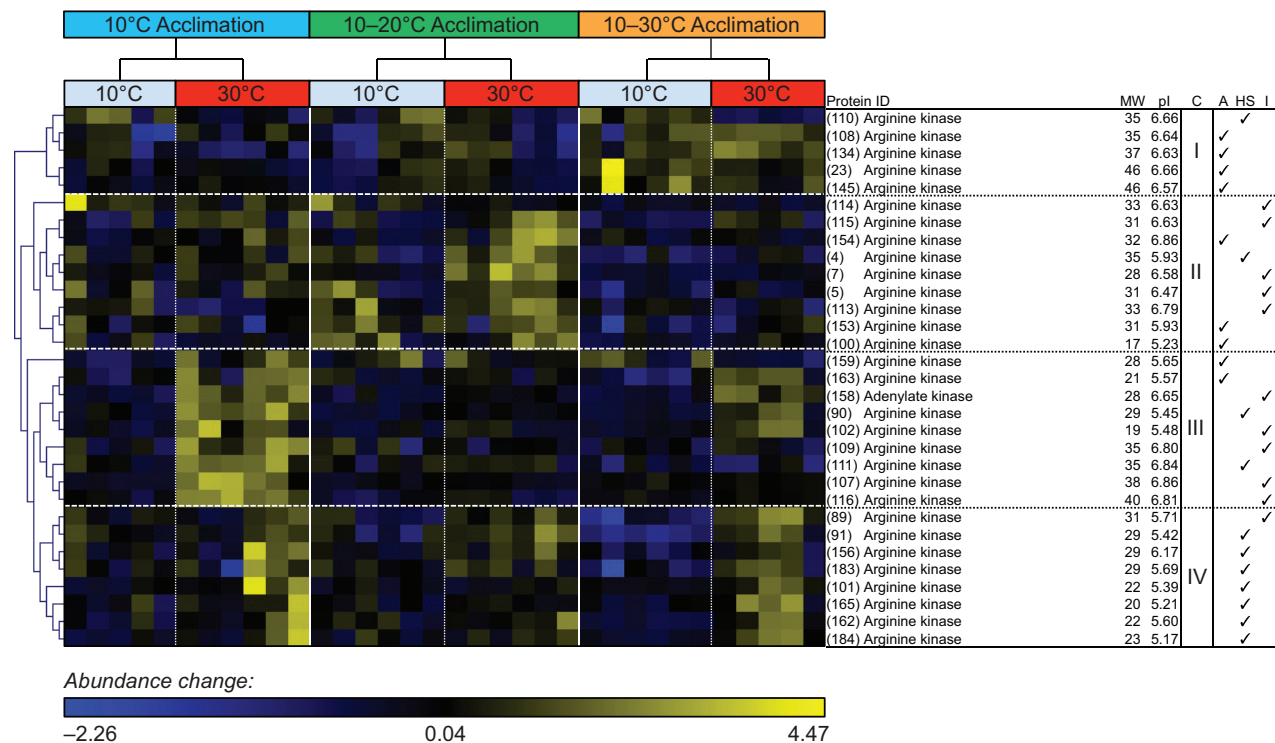 10°C Acclimation 10–20°C Acclimation 10–30°C Acclimation
10°C 30°C 10°C 30°C 10°C 30°C
Protein ID MW pI C A HS I
(110) Arginine kinase 35 6.66 ✓
(108) Arginine kinase 35 6.64 ✓
(134) Arginine kinase 37 6.63 I ✓
(23) Arginine kinase 46 6.66 ✓
(145) Arginine kinase 46 6.57 ✓
(114) Arginine kinase 33 6.63 ✓
(115) Arginine kinase 31 6.63 ✓
(154) Arginine kinase 32 6.86 ✓
(4) Arginine kinase 35 5.93 ✓
(7) Arginine kinase 28 6.58 II ✓
(5) Arginine kinase 31 6.47 ✓
(113) Arginine kinase 33 6.79 ✓
(153) Arginine kinase 31 5.93 ✓
(100) Arginine kinase 17 5.23 ✓
(159) Arginine kinase 28 5.65 ✓
(163) Arginine kinase 21 5.57 ✓
(158) Adenylate kinase 28 6.65 ✓
(90) Arginine kinase 29 5.45 ✓
(102) Arginine kinase 19 5.48 III ✓
(109) Arginine kinase 35 6.80 ✓
(111) Arginine kinase 35 6.84 ✓
(107) Arginine kinase 38 6.86 ✓
(116) Arginine kinase 40 6.81 ✓
(89) Arginine kinase 31 5.71 ✓
(91) Arginine kinase 29 5.42 ✓
(156) Arginine kinase 29 6.17 ✓
(183) Arginine kinase 29 5.69 IV ✓
(101) Arginine kinase 22 5.39 ✓
(165) Arginine kinase 20 5.21 ✓
(162) Arginine kinase 22 5.60 ✓
(184) Arginine kinase 23 5.17 ✓
Abundance change:
–2.26 0.04 4.47